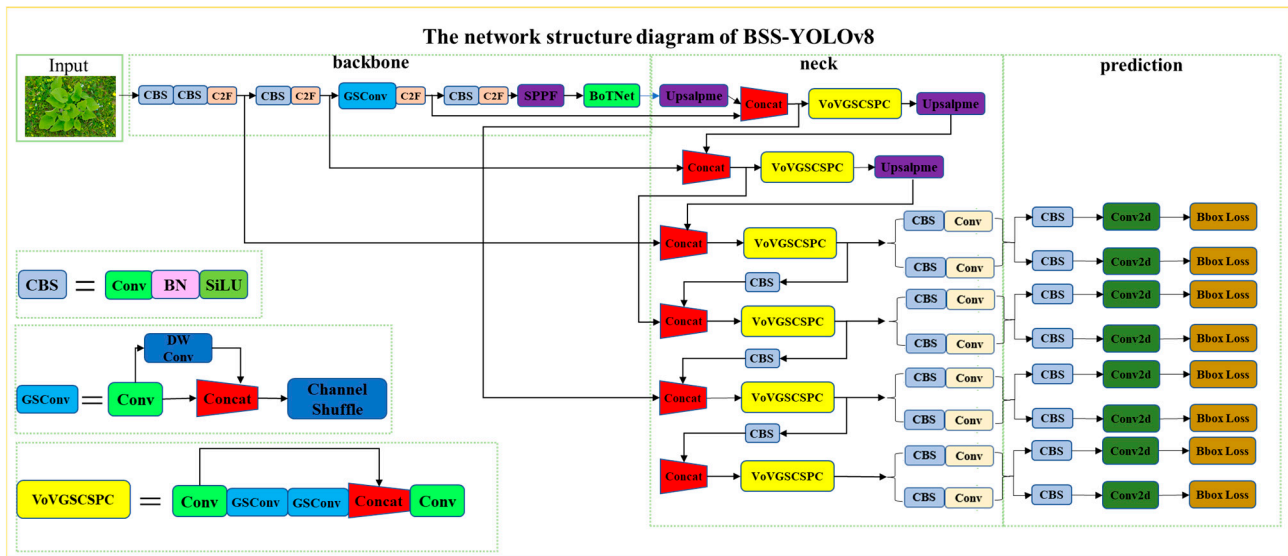 The network structure diagram of BSS-YOLOv8
Input
backbone
neck
prediction
CBS CBS C2F CBS C2F GSConv C2F CBS C2F SPPF BoTNet Upsalpme Concat VoVGSCSPC Upsalpme
Concat VoVGSCSPC Upsalpme
CBS Conv CBS Conv2d Bbox Loss
Concat VoVGSCSPC
CBS Conv CBS Conv2d Bbox Loss
CBS
CBS Conv CBS Conv2d Bbox Loss
Concat VoVGSCSPC
CBS Conv CBS Conv2d Bbox Loss
CBS
CBS Conv CBS Conv2d Bbox Loss
Concat VoVGSCSPC
CBS Conv CBS Conv2d Bbox Loss
CBS
CBS Conv CBS Conv2d Bbox Loss
Concat VoVGSCSPC
CBS Conv CBS Conv2d Bbox Loss
CBS = Conv BN SiLU
DW
Conv
GSConv = Conv Concat Channel
Shuffle
VoVGSCSPC = Conv GSConv GSConv Concat Conv